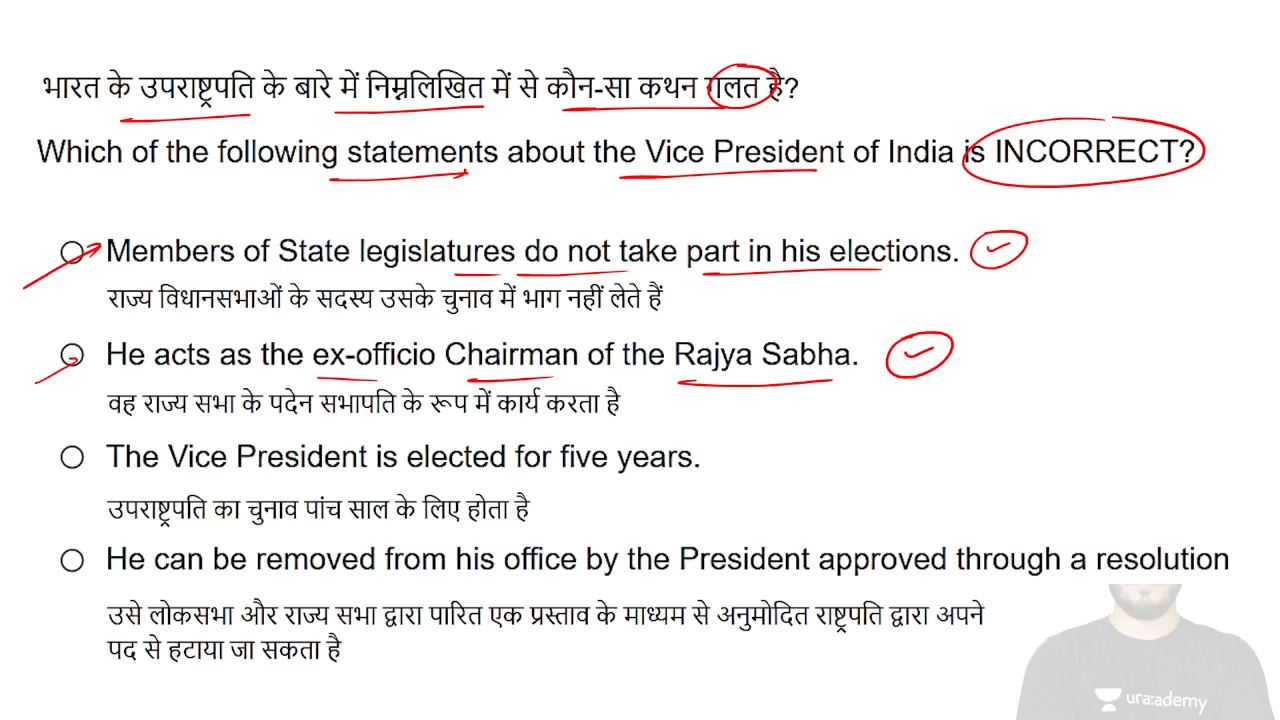 भारत के उपराष्ट्रपति के बारे में निम्नलिखित में से कौन-सा कथन गलत है?
Which of the following statements about the Vice President of India is INCORRECT?
Members of State legislatures do not take part in his elections.
राज्य विधानसभाओं के सदस्य उसके चुनाव में भाग नहीं लेते हैं
He acts as the ex-officio Chairman of the Rajya Sabha.
वह राज्य सभा के पदेन सभापति के रूप में कार्य करता है
The Vice President is elected for five years.
उपराष्ट्रपति का चुनाव पांच साल के लिए होता है
He can be removed from his office by the President approved through a resolution
उसे लोकसभा और राज्य सभा द्वारा पारित एक प्रस्ताव के माध्यम से अनुमोदित राष्ट्रपति द्वारा अपने
पद से हटाया जा सकता है